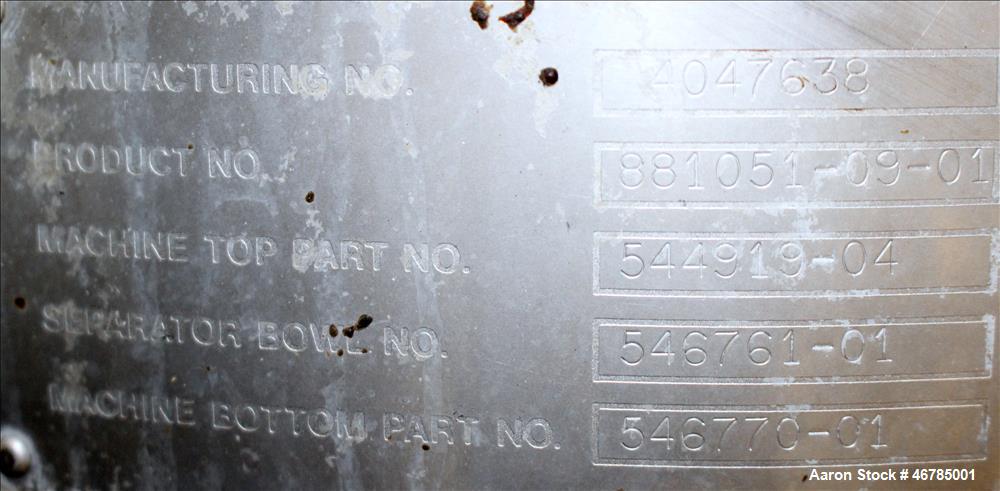 MANUFACTURING NO. 4047638
PRODUCT NO. 881051-09-01
MACHINE TOP PART NO. 544919-04
SEPARATOR BOWL NO. 546761-01
MACHINE BOTTOM PART NO. 546770-01
Aaron Stock # 46785001